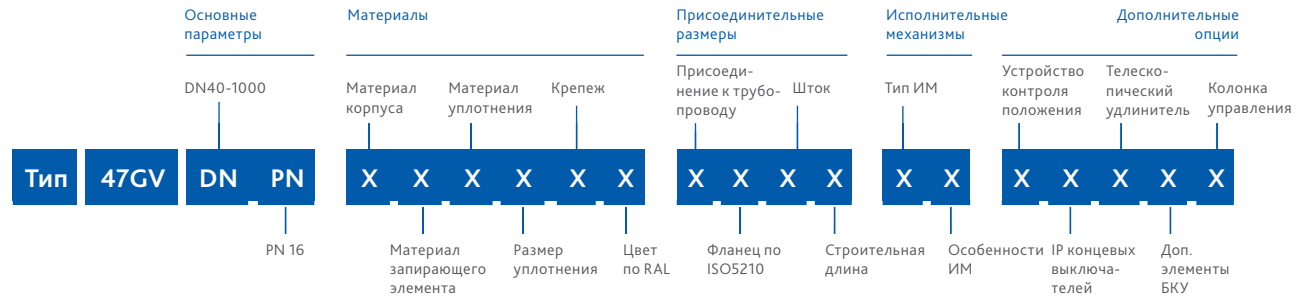 Основные
параметры
Материалы
Присоединительные
размеры
Исполнительные
механизмы
Дополнительные
опции
DN40-1000
Материал
корпуса
Материал
уплотнения
Крепеж
Присоеди-
нение к трубо-
проводу
Шток
Тип ИМ
Устройство
контроля
положения
Телеско-
пический
удлинитель
Колонка
управления
Тип 47GV DN PN X X X X X X X X X X X X X X X X X
PN 16
Материал
запирающего
элемента
Размер
уплотнения
Цвет
по RAL
Фланец по
ISO5210
Строительная
длина
Особенности
ИМ
IP концевых
выключа-
телей
Доп.
элементы
БКУ